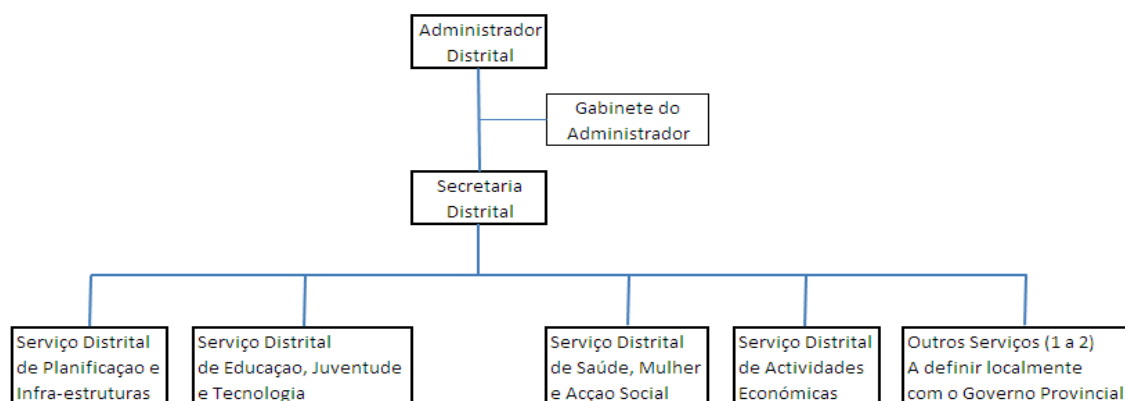 Administrador
Distrital
Gabinete do
Administrador
Secretaria
Distrital
Serviço Distrital
de Planificaçao e
Infra-estruturas
Serviço Distrital
de Educaçao, Juventude
e Tecnologia
Serviço Distrital
de Saúde, Mulher
e Acçao Social
Serviço Distrital
de Actividades
Económicas
Outros Serviços (1 a 2)
A definir localmente
com o Governo Provincial